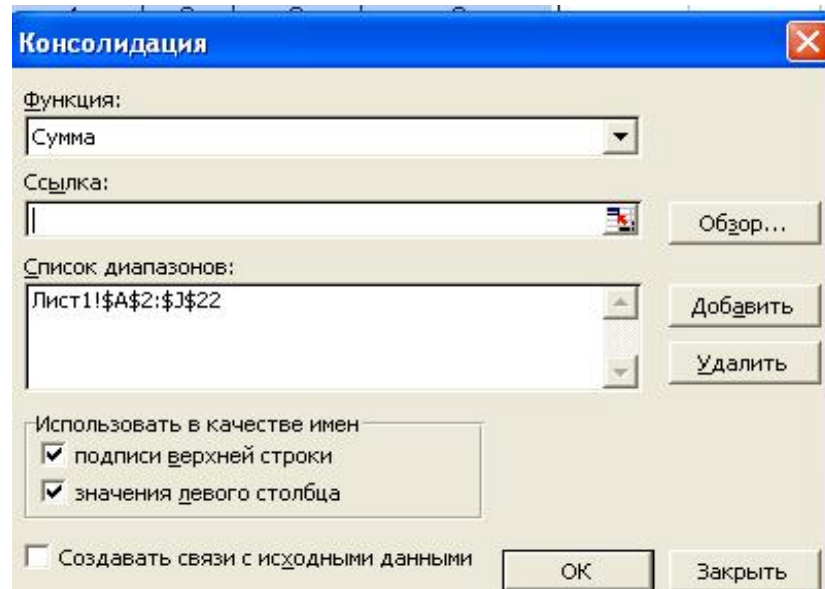 Консолидация
Функция:
Сумма
Ссылка:
Обзор...
Список диапазонов:
Лист1!$A$2:$J$22
Добавить
Удалить
Использовать в качестве имен
подписи верхней строки
значения левого столбца
Создавать связи с исходными данными
ОК
Закрыть